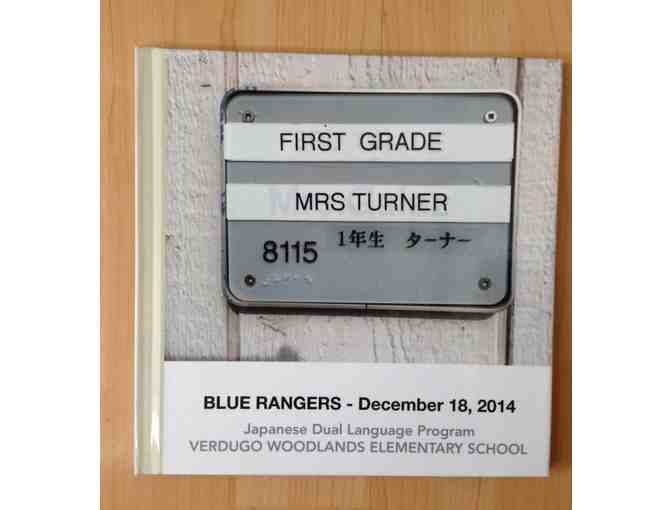 FIRST GRADE
MRS TURNER
1年生 ターナー
8115
BLUE RANGERS - December 18, 2014
Japanese Dual Language Program
VERDUGO WOODLANDS ELEMENTARY SCHOOL